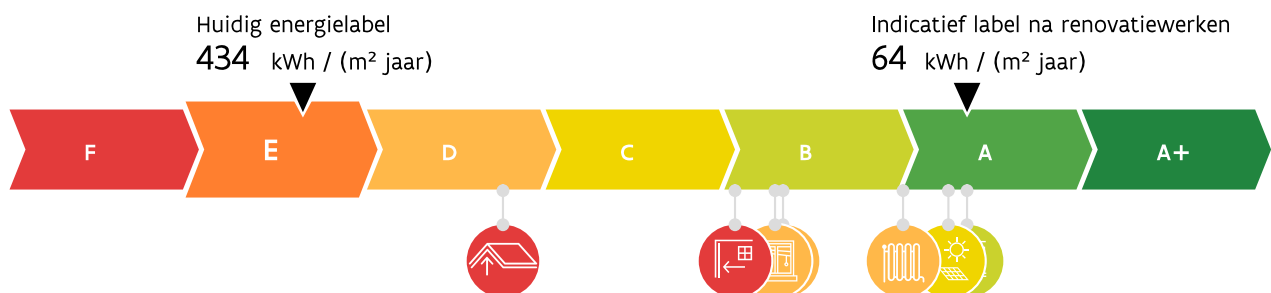 Huidig energielabel
434 kWh / (m² jaar)
Indicatief label na renovatiewerken
64 kWh / (m² jaar)
F E D C B A A+